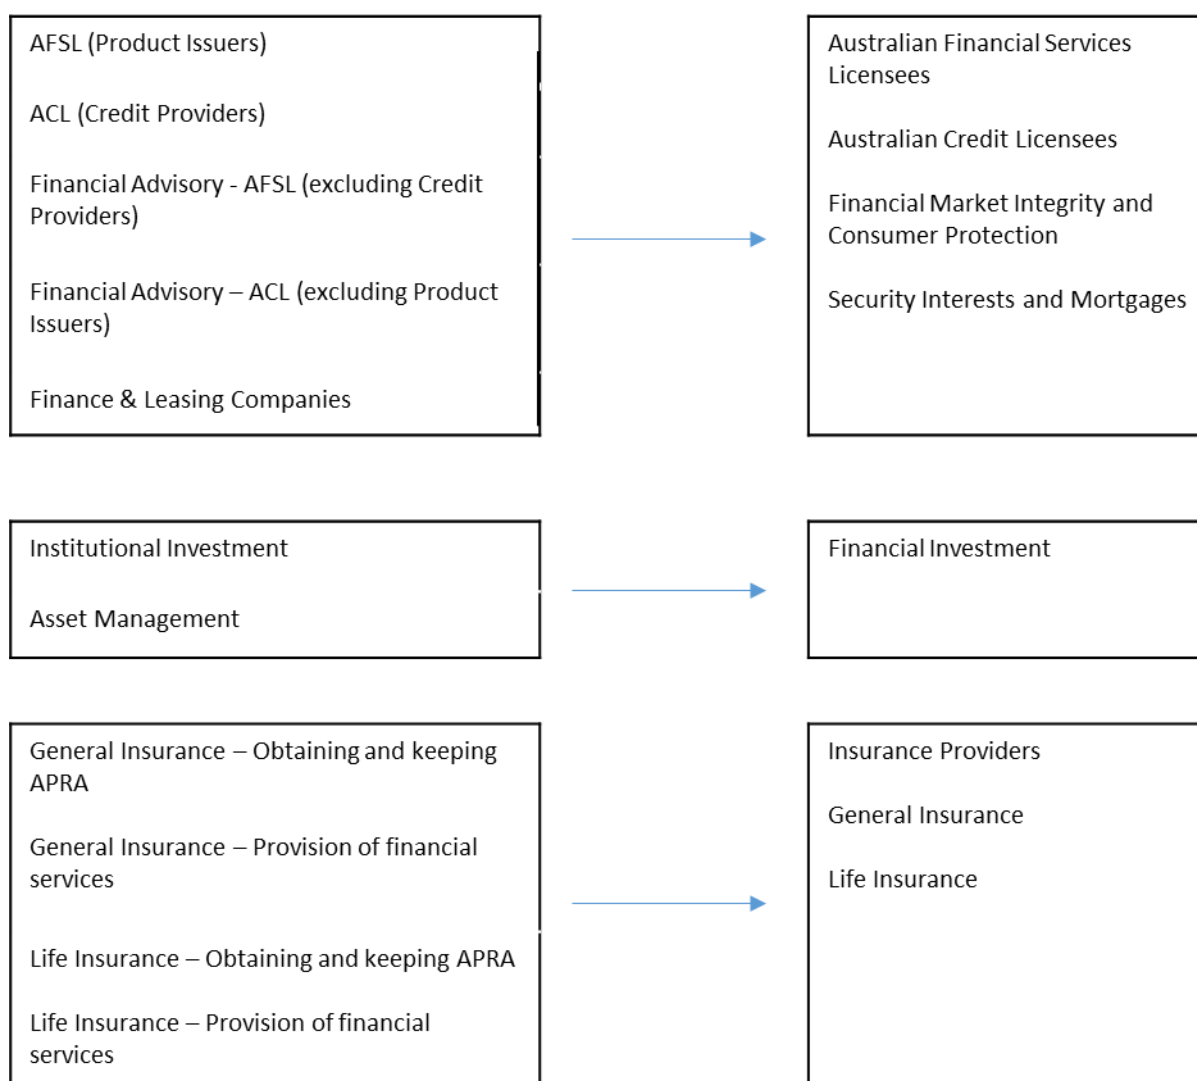 AFSL (Product Issuers)
ACL (Credit Providers)
Financial Advisory - AFSL (excluding Credit
Providers)
Financial Advisory – ACL (excluding Product
Issuers)
Finance & Leasing Companies
Australian Financial Services
Licensees
Australian Credit Licensees
Financial Market Integrity and
Consumer Protection
Security Interests and Mortgages
Institutional Investment
Asset Management
Financial Investment
General Insurance – Obtaining and keeping
APRA
General Insurance – Provision of financial
services
Life Insurance – Obtaining and keeping APRA
Life Insurance – Provision of financial
services
Insurance Providers
General Insurance
Life Insurance